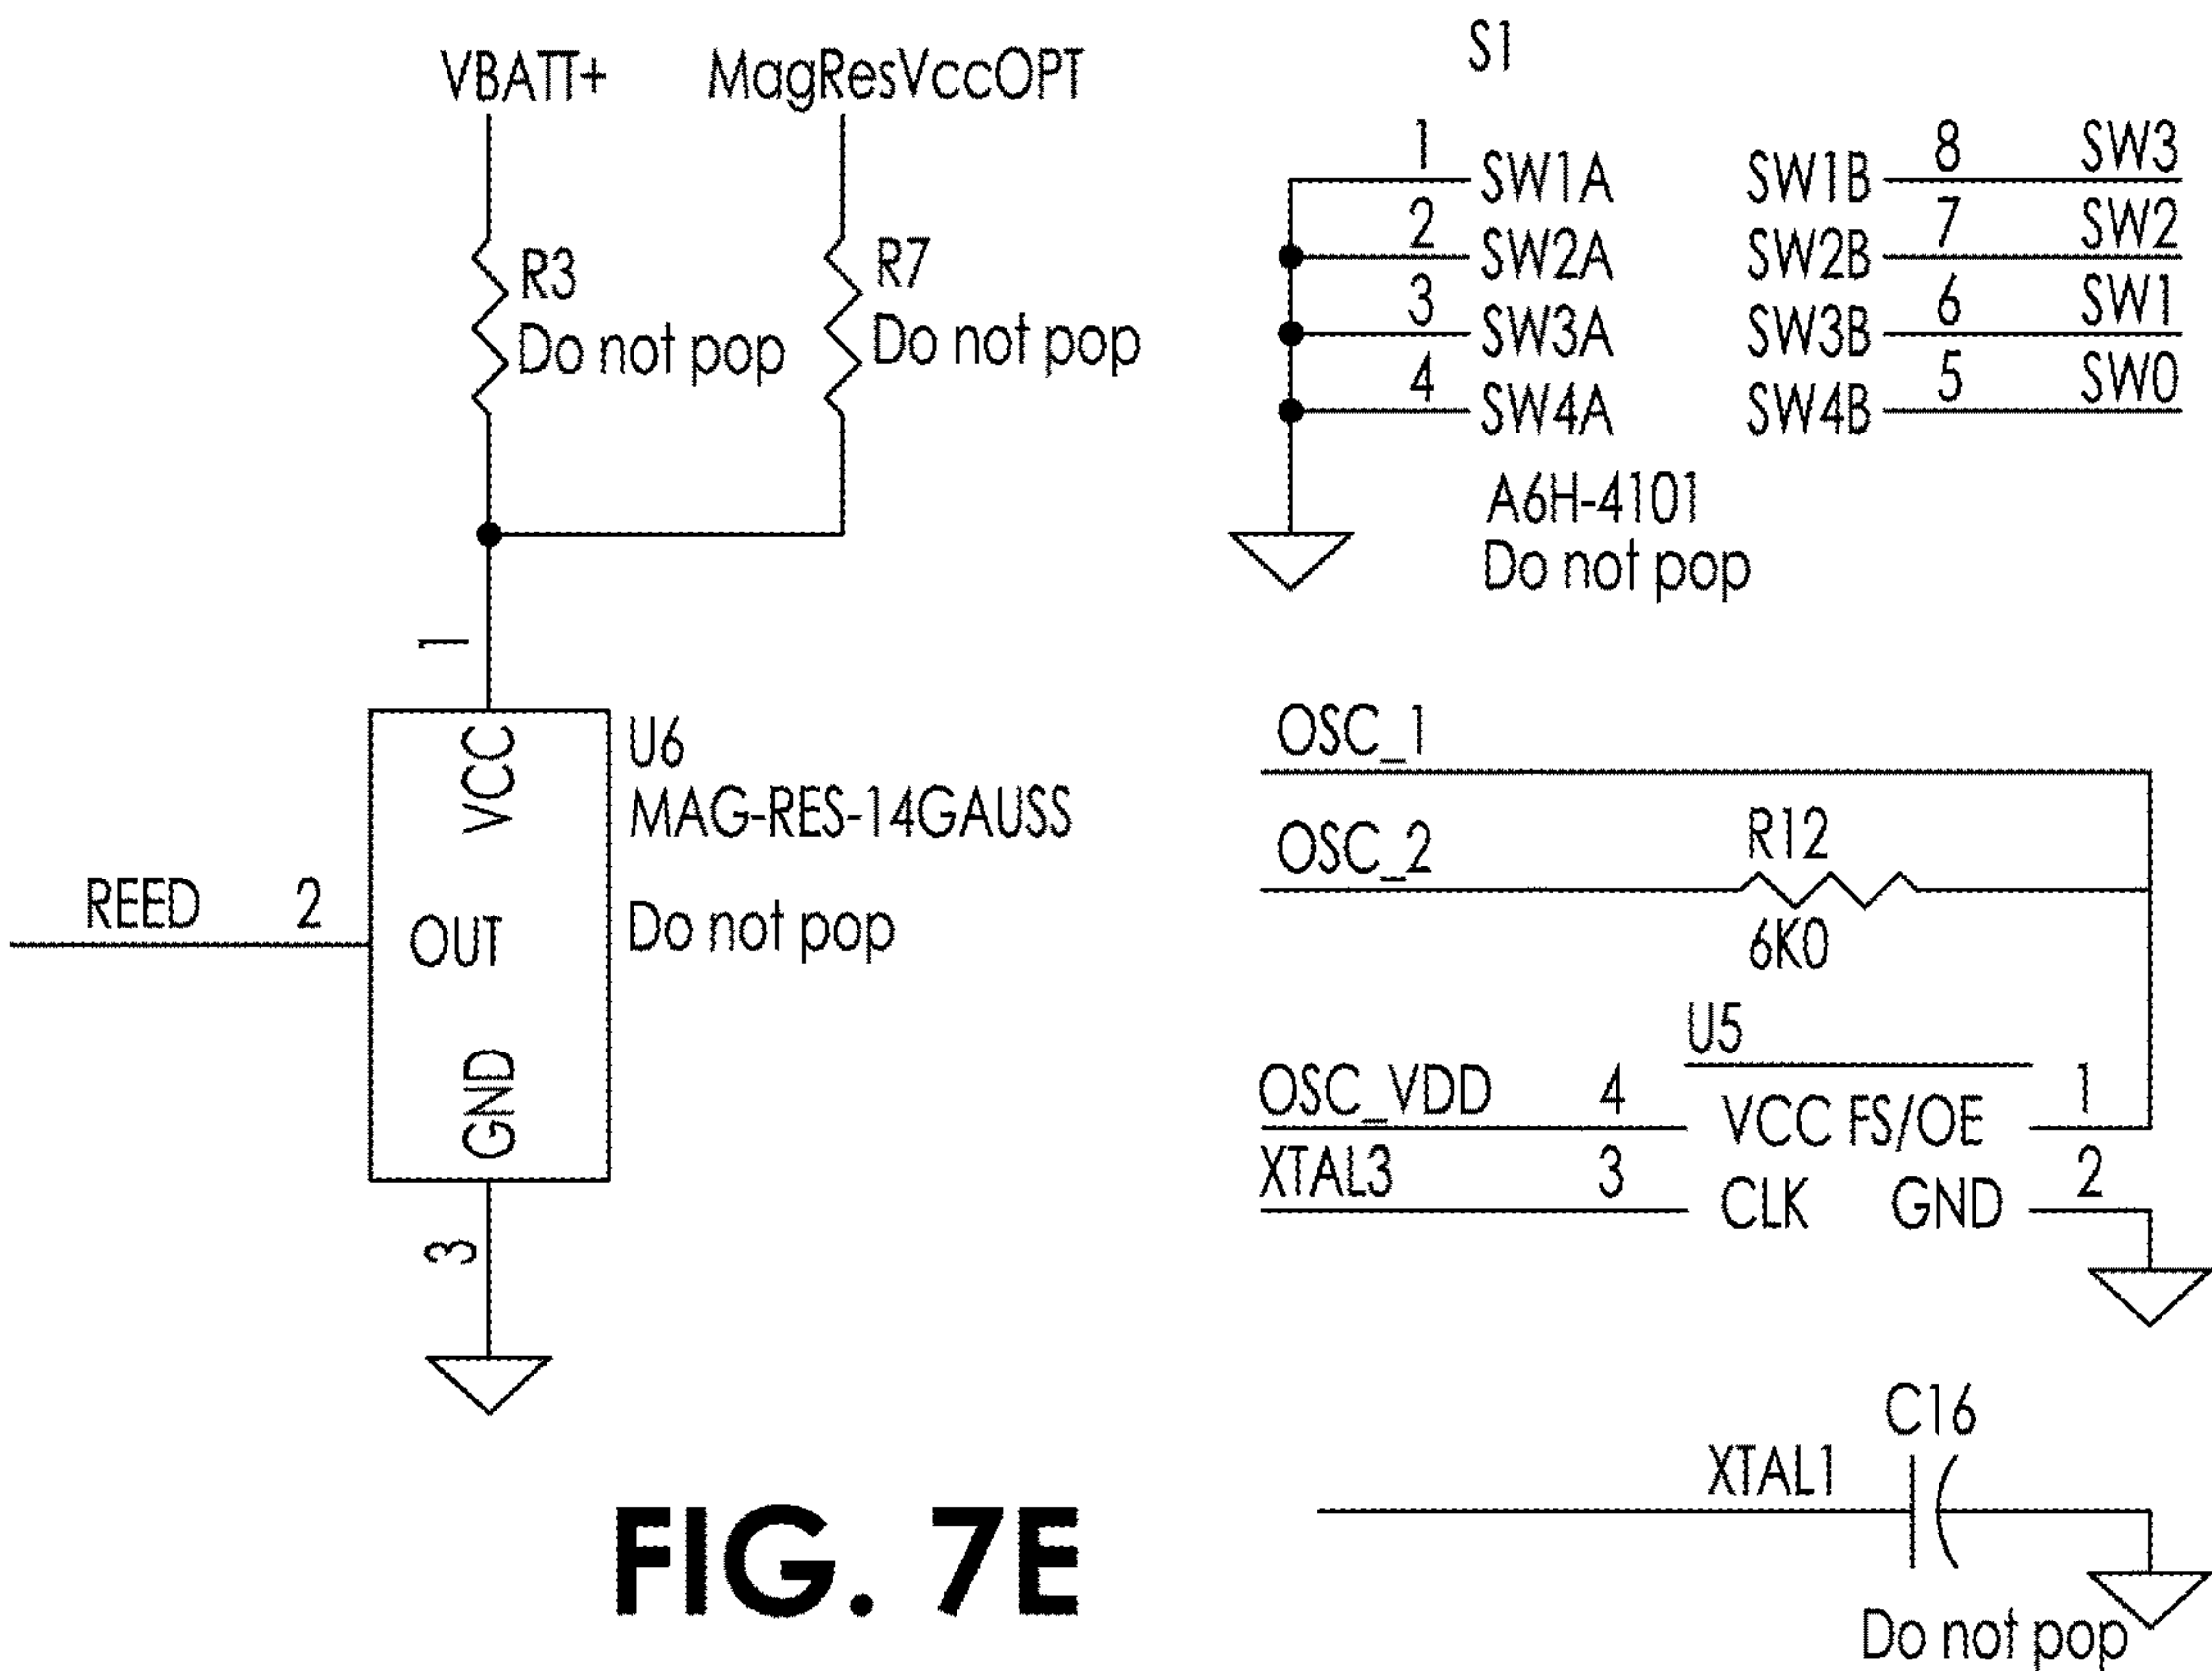 VBATT+ MagResVccOPT
R3
Do not pop
R7
Do not pop
1
VCC
U6
MAG-RES-14GAUSS
Do not pop
REED 2
OUT
GND
3
S1
1 SW1A SW1B 8 SW3
2 SW2A SW2B 7 SW2
3 SW3A SW3B 6 SW1
4 SW4A SW4B 5 SW0
A6H-4101
Do not pop
OSC_1
OSC_2
R12
6K0
U5
OSC_VDD 4 VCC FS/OE 1
XTAL3 3 CLK GND 2
C16
XTAL1
Do not pop
FIG. 7E